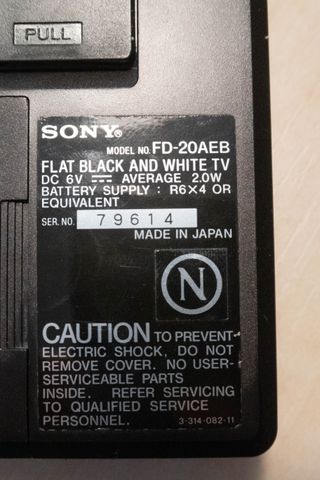 PULL
SONY®
MODEL NO. FD-20AEB
FLAT BLACK AND WHITE TV
DC 6V ⎓ AVERAGE 2.0W
BATTERY SUPPLY : R6×4 OR
EQUIVALENT
SER. NO. 79614
MADE IN JAPAN
N
CAUTION TO PREVENT
ELECTRIC SHOCK, DO NOT
REMOVE COVER. NO USER-
SERVICEABLE PARTS
INSIDE. REFER SERVICING
TO QUALIFIED SERVICE
PERSONNEL. 3-314-082-11